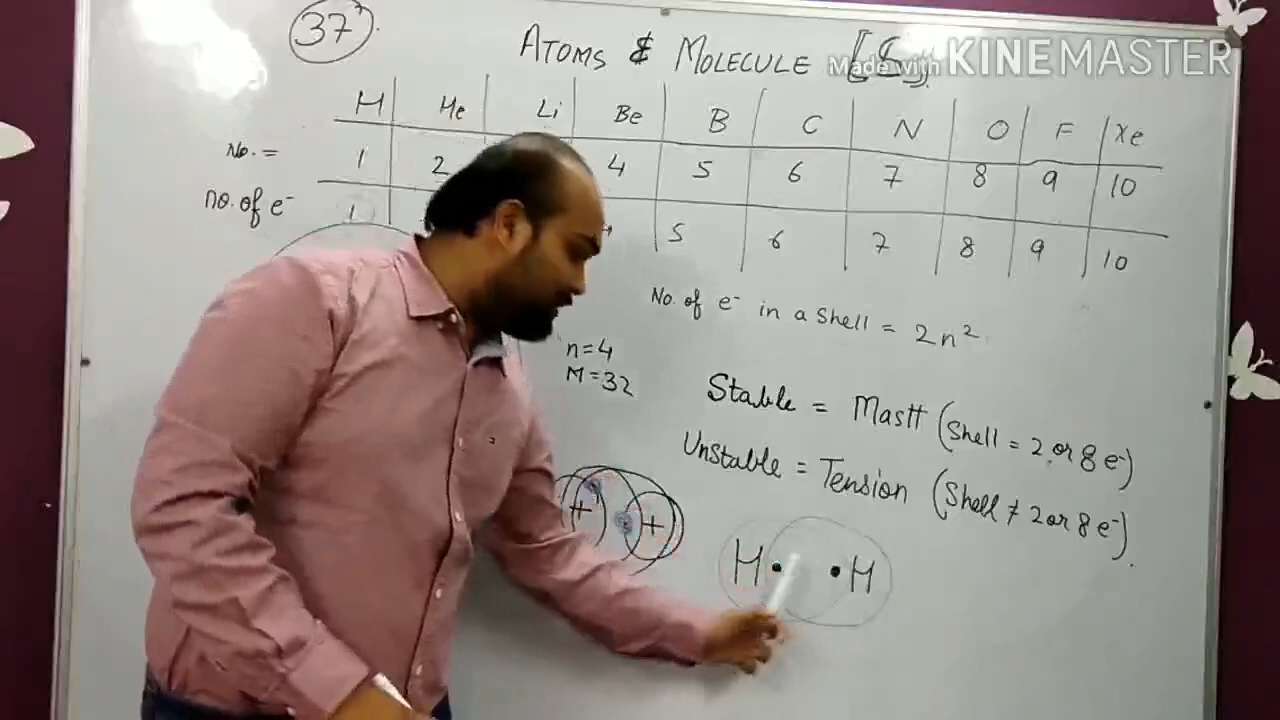 37
ATOMS & MOLECULE
Made with KINEMASTER
H He Li Be B C N O F Xe
No. = 1 2 4 5 6 7 8 9 10
no. of e⁻ 1 5 6 7 8 9 10
No. of e⁻ in a Shell = 2n²
n=4
M=32
Stable = Mastt (Shell = 2 or 8 e⁻)
Unstable = Tension (Shell ≠ 2 or 8 e⁻).
+ +
H• •H